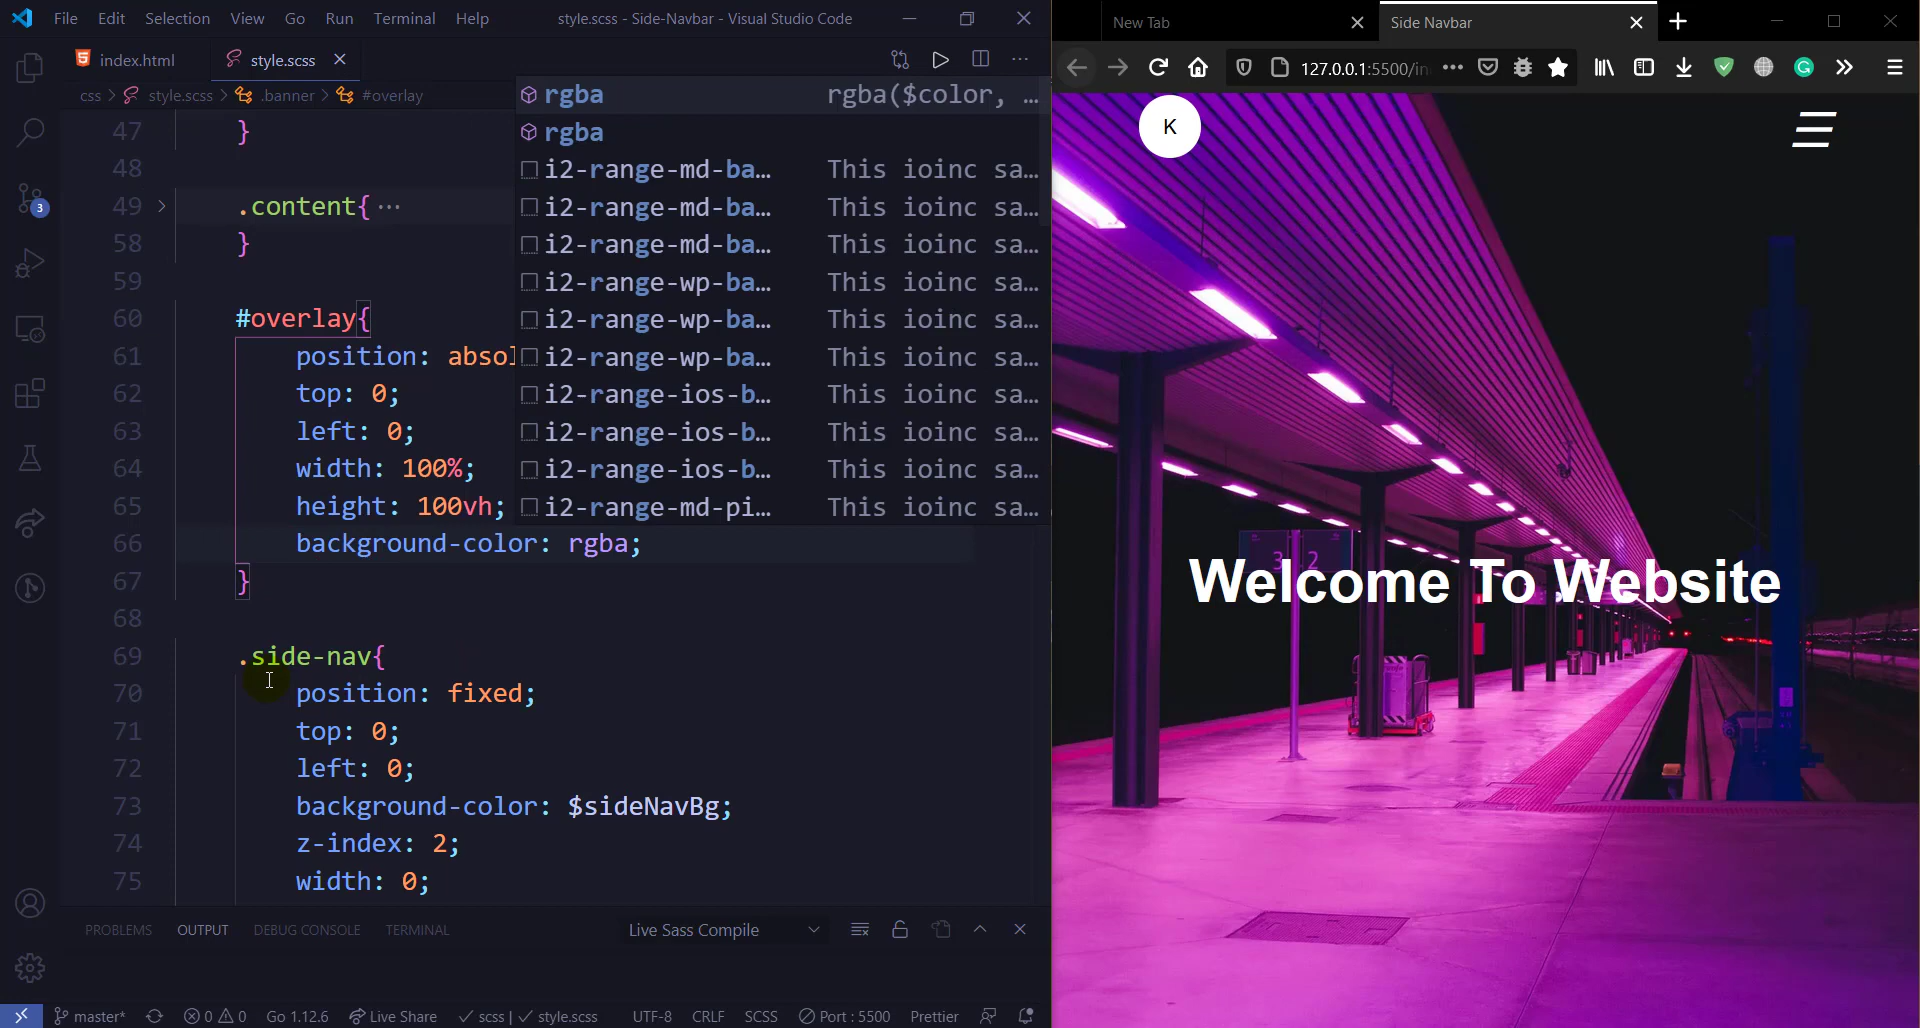 File Edit Selection View Go Run Terminal Help
style.scss - Side-Navbar - Visual Studio Code
index.html
style.scss
css > style.scss > .banner > #overlay
47 }
48
49 .content{ ···
58 }
59
60 #overlay{
61 position: absol
62 top: 0;
63 left: 0;
64 width: 100%;
65 height: 100vh;
66 background-color: rgba;
67 }
68
69 .side-nav{
70 position: fixed;
71 top: 0;
72 left: 0;
73 background-color: $sideNavBg;
74 z-index: 2;
75 width: 0;
rgba rgba($color, …
rgba
i2-range-md-ba… This ioinc sa…
i2-range-md-ba… This ioinc sa…
i2-range-md-ba… This ioinc sa…
i2-range-wp-ba… This ioinc sa…
i2-range-wp-ba… This ioinc sa…
i2-range-wp-ba… This ioinc sa…
i2-range-ios-b… This ioinc sa…
i2-range-ios-b… This ioinc sa…
i2-range-ios-b… This ioinc sa…
i2-range-md-pi… This ioinc sa…
3
PROBLEMS OUTPUT DEBUG CONSOLE TERMINAL
Live Sass Compile
master* 0 0 Go 1.12.6 Live Share scss | style.scss UTF-8 CRLF SCSS Port : 5500 Prettier
New Tab
Side Navbar
127.0.0.1:5500/in
K
3 2
Welcome To Website